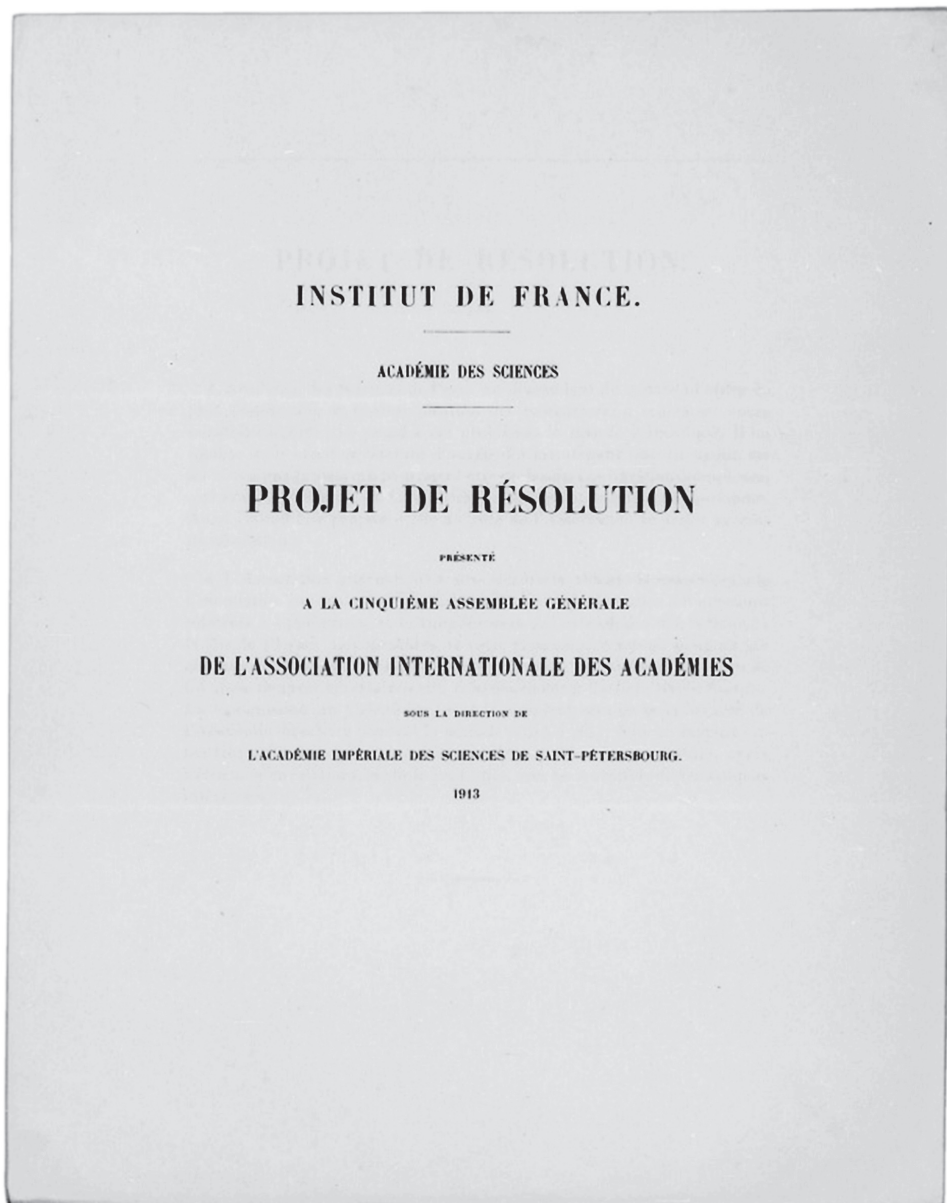 INSTITUT DE FRANCE.
ACADÉMIE DES SCIENCES
PROJET DE RÉSOLUTION
PRÉSENTÉ
A LA CINQUIÈME ASSEMBLÉE GÉNÉRALE
DE L'ASSOCIATION INTERNATIONALE DES ACADÉMIES
SOUS LA DIRECTION DE
L'ACADÉMIE IMPÉRIALE DES SCIENCES DE SAINT-PÉTERSBOURG.
1913